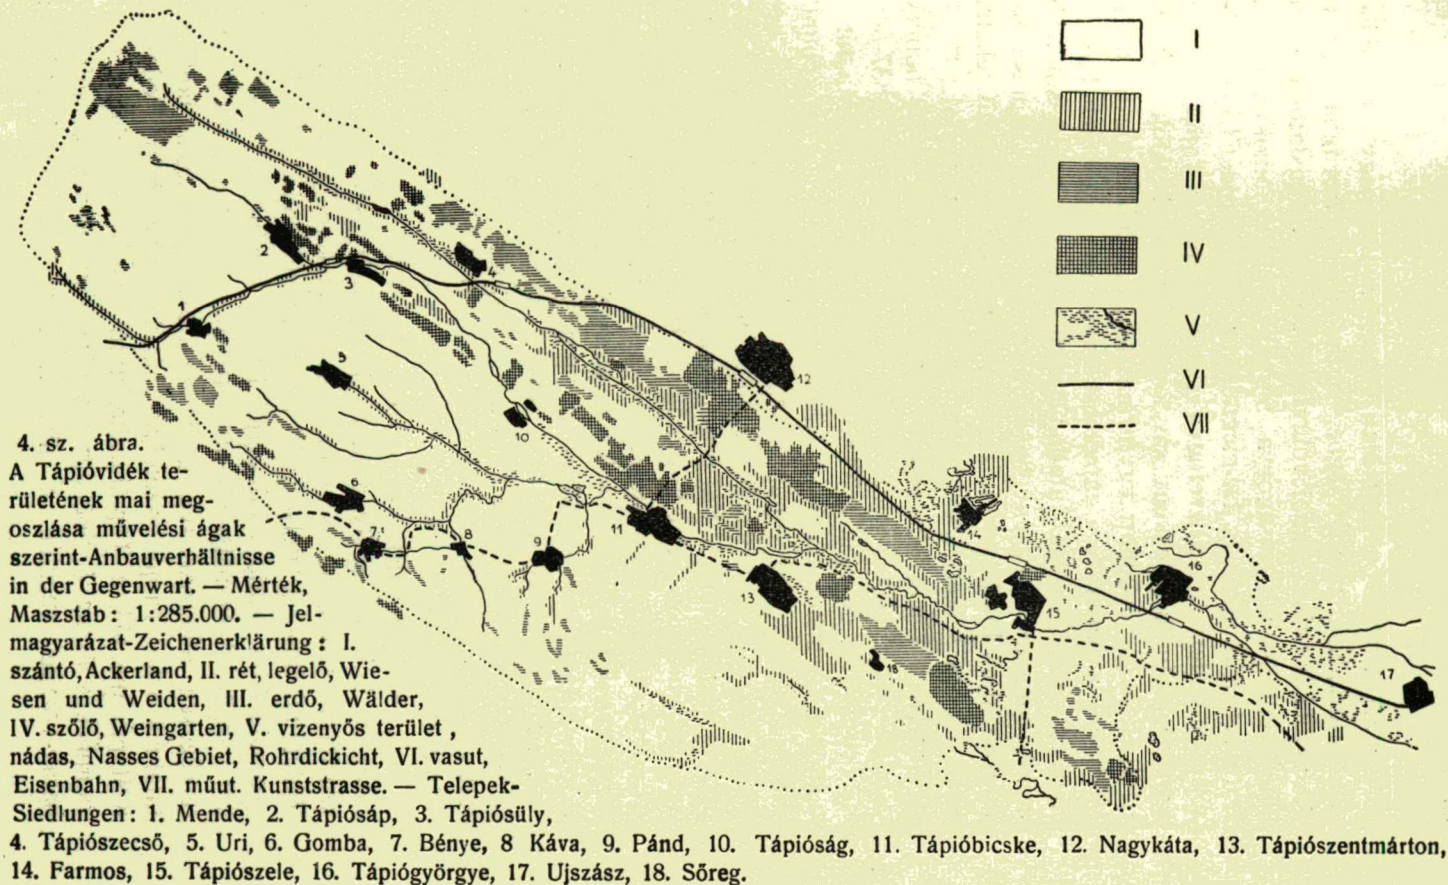 I
II
III
IV
V
VI
VII
1
2
3
4
5
6
7
8
9
10
11
12
13
14
15
16
17
18
4. sz. ábra.
A Tápióvidék te-
rületének mai meg-
oszlása művelési ágak
szerint-Anbauverhältnisse
in der Gegenwart. — Mérték,
Maszstab: 1:285.000. — Jel-
magyarázat-Zeichenerklärung: I.
szántó, Ackerland, II. rét, legelő, Wie-
sen und Weiden, III. erdő, Wälder,
IV. szőlő, Weingarten, V. vizenyős terület,
nádas, Nasses Gebiet, Rohrdickicht, VI. vasut,
Eisenbahn, VII. műut. Kunststrasse. — Telepek-
Siedlungen: 1. Mende, 2. Tápiósáp, 3. Tápiósüly,
4. Tápiószecső, 5. Uri, 6. Gomba, 7. Bénye, 8 Káva, 9. Pánd, 10. Tápióság, 11. Tápióbicske, 12. Nagykáta, 13. Tápiószentmárton,
14. Farmos, 15. Tápiószele, 16. Tápiógyörgye, 17. Ujszász, 18. Sőreg.